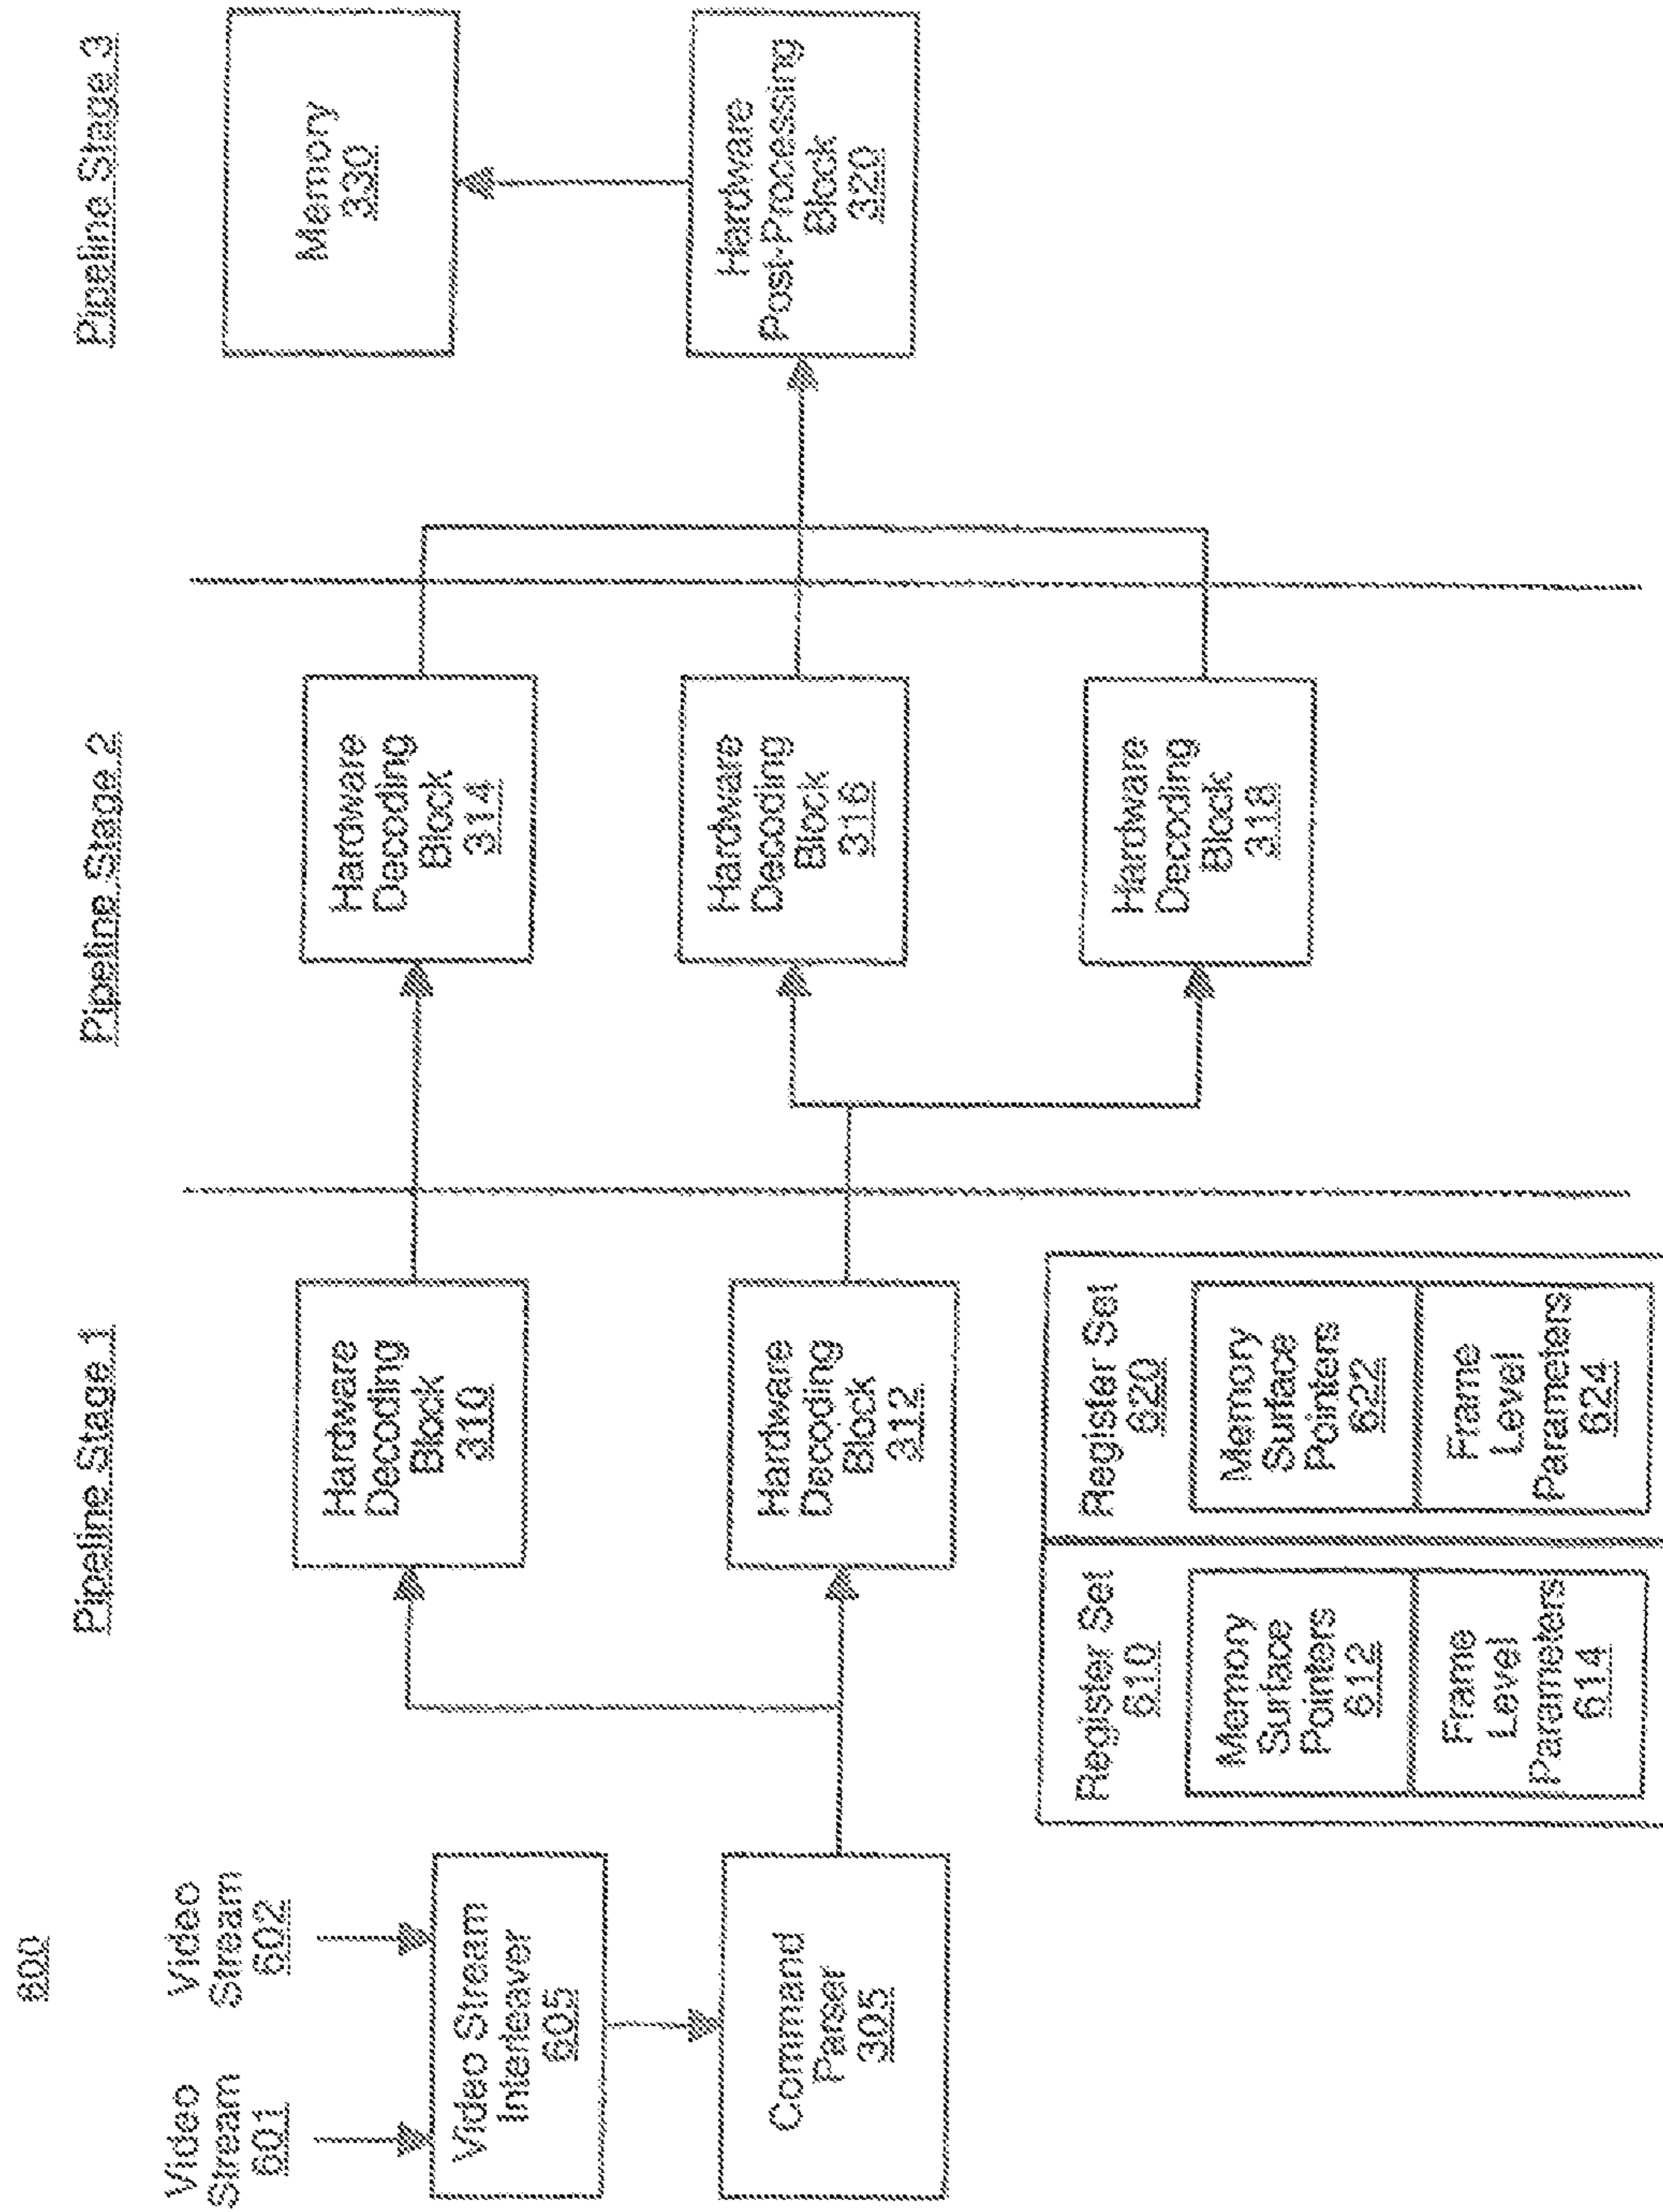 600
Pipeline Stage 1
Pipeline Stage 2
Pipeline Stage 3
Video
Stream
601
Video
Stream
602
Video Stream
Interleaver
605
Command
Parser
305
Hardware
Decoding
Block
310
Hardware
Decoding
Block
312
Hardware
Decoding
Block
314
Hardware
Decoding
Block
316
Hardware
Decoding
Block
318
Memory
330
Hardware
Post-Processing
Block
320
Register Set
610
Memory
Surface
Pointers
612
Frame
Level
Parameters
614
Register Set
620
Memory
Surface
Pointers
622
Frame
Level
Parameters
624